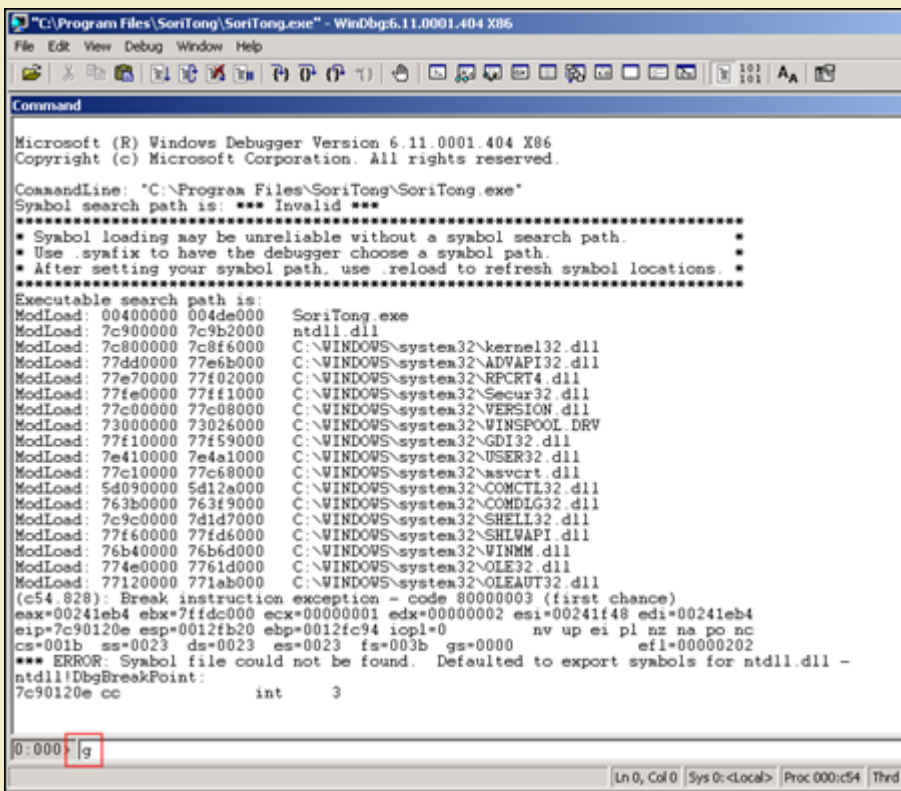 "C:\Program Files\SoriTong\SoriTong.exe" - WinDbg:6.11.0001.404 X86
File Edit View Debug Window Help
Command
Microsoft (R) Windows Debugger Version 6.11.0001.404 X86
Copyright (c) Microsoft Corporation. All rights reserved.
CommandLine: "C:\Program Files\SoriTong\SoriTong.exe"
Symbol search path is: *** Invalid ***
****************************************************************************
* Symbol loading may be unreliable without a symbol search path. *
* Use .symfix to have the debugger choose a symbol path. *
* After setting your symbol path, use .reload to refresh symbol locations. *
****************************************************************************
Executable search path is:
ModLoad: 00400000 004de000 SoriTong.exe
ModLoad: 7c900000 7c9b2000 ntdll.dll
ModLoad: 7c800000 7c8f6000 C:\WINDOWS\system32\kernel32.dll
ModLoad: 77dd0000 77e6b000 C:\WINDOWS\system32\ADVAPI32.dll
ModLoad: 77e70000 77f02000 C:\WINDOWS\system32\RPCRT4.dll
ModLoad: 77fe0000 77ff1000 C:\WINDOWS\system32\Secur32.dll
ModLoad: 77c00000 77c08000 C:\WINDOWS\system32\VERSION.dll
ModLoad: 73000000 73026000 C:\WINDOWS\system32\WINSPOOL.DRV
ModLoad: 77f10000 77f59000 C:\WINDOWS\system32\GDI32.dll
ModLoad: 7e410000 7e4a1000 C:\WINDOWS\system32\USER32.dll
ModLoad: 77c10000 77c68000 C:\WINDOWS\system32\msvcrt.dll
ModLoad: 5d090000 5d12a000 C:\WINDOWS\system32\COMCTL32.dll
ModLoad: 763b0000 763f9000 C:\WINDOWS\system32\COMDLG32.dll
ModLoad: 7c9c0000 7d1d7000 C:\WINDOWS\system32\SHELL32.dll
ModLoad: 77f60000 77fd6000 C:\WINDOWS\system32\SHLWAPI.dll
ModLoad: 76b40000 76b6d000 C:\WINDOWS\system32\WINMM.dll
ModLoad: 774e0000 7761d000 C:\WINDOWS\system32\OLE32.dll
ModLoad: 77120000 771ab000 C:\WINDOWS\system32\OLEAUT32.dll
(c54.828): Break instruction exception - code 80000003 (first chance)
eax=00241eb4 ebx=7ffdc000 ecx=00000001 edx=00000002 esi=00241f48 edi=00241eb4
eip=7c90120e esp=0012fb20 ebp=0012fc94 iopl=0 nv up ei pl nz na po nc
cs=001b ss=0023 ds=0023 es=0023 fs=003b gs=0000 efl=00000202
*** ERROR: Symbol file could not be found. Defaulted to export symbols for ntdll.dll -
ntdll!DbgBreakPoint:
7c90120e cc int 3
0:000> g
Ln 0, Col 0 Sys 0:<Local> Proc 000:c54 Thrd